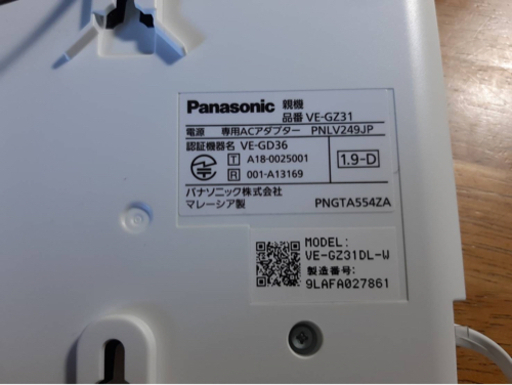 Panasonic 親機
品番 VE-GZ31
電源 専用ACアダプター PNLV249JP
認証機器名 VE-GD36
T A18-0025001
R 001-A13169
1.9-D
パナソニック株式会社
マレーシア製 PNGTA554ZA
MODEL:
VE-GZ31DL-W
製造番号:
9LAFA027861